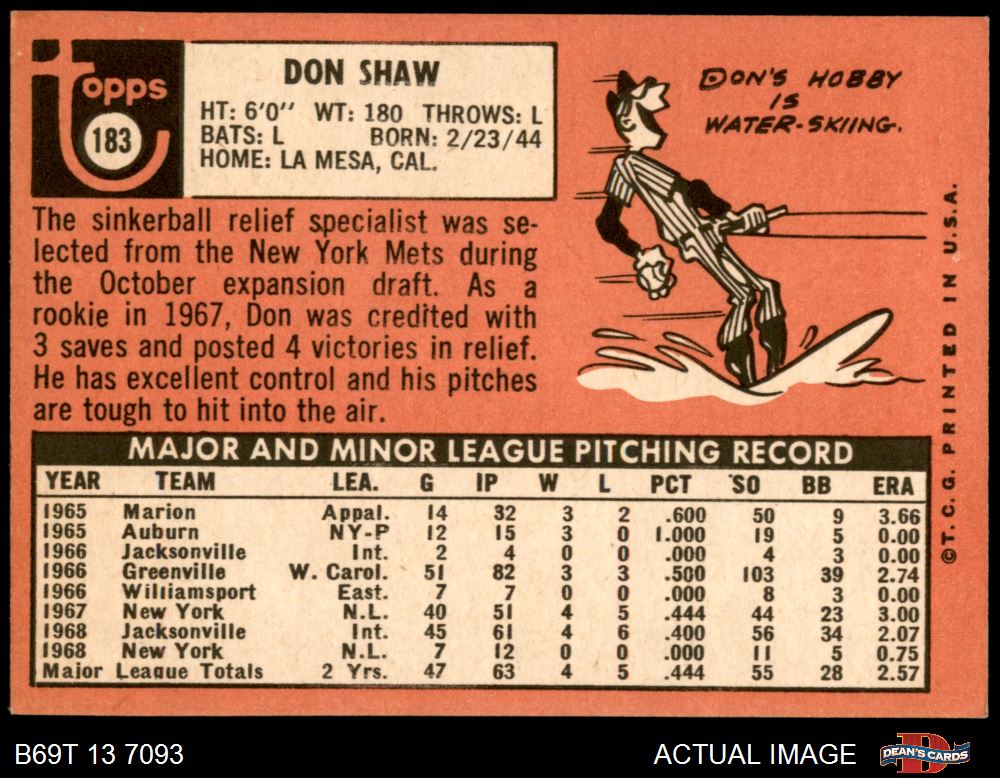 Topps
183
DON SHAW
HT: 6'0'' WT: 180 THROWS: L
BATS: L BORN: 2/23/44
HOME: LA MESA, CAL.
DON'S HOBBY
IS
WATER-SKIING.
The sinkerball relief specialist was se-
lected from the New York Mets during
the October expansion draft. As a
rookie in 1967, Don was credited with
3 saves and posted 4 victories in relief.
He has excellent control and his pitches
are tough to hit into the air.
MAJOR AND MINOR LEAGUE PITCHING RECORD
YEAR TEAM LEA. G IP W L PCT SO BB ERA
1965 Marion Appal. 14 32 3 2 .600 50 9 3.66
1965 Auburn NY-P 12 15 3 0 1.000 19 5 0.00
1966 Jacksonville Int. 2 4 0 0 .000 4 3 0.00
1966 Greenville W. Carol. 51 82 3 3 .500 103 39 2.74
1966 Williamsport East. 7 7 0 0 .000 8 3 0.00
1967 New York N.L. 40 51 4 5 .444 44 23 3.00
1968 Jacksonville Int. 45 61 4 6 .400 56 34 2.07
1968 New York N.L. 7 12 0 0 .000 11 5 0.75
Major League Totals 2 Yrs. 47 63 4 5 .444 55 28 2.57
©T. C. G. PRINTED IN U.S.A.
B69T 13 7093
ACTUAL IMAGE
DEAN'S CARDS